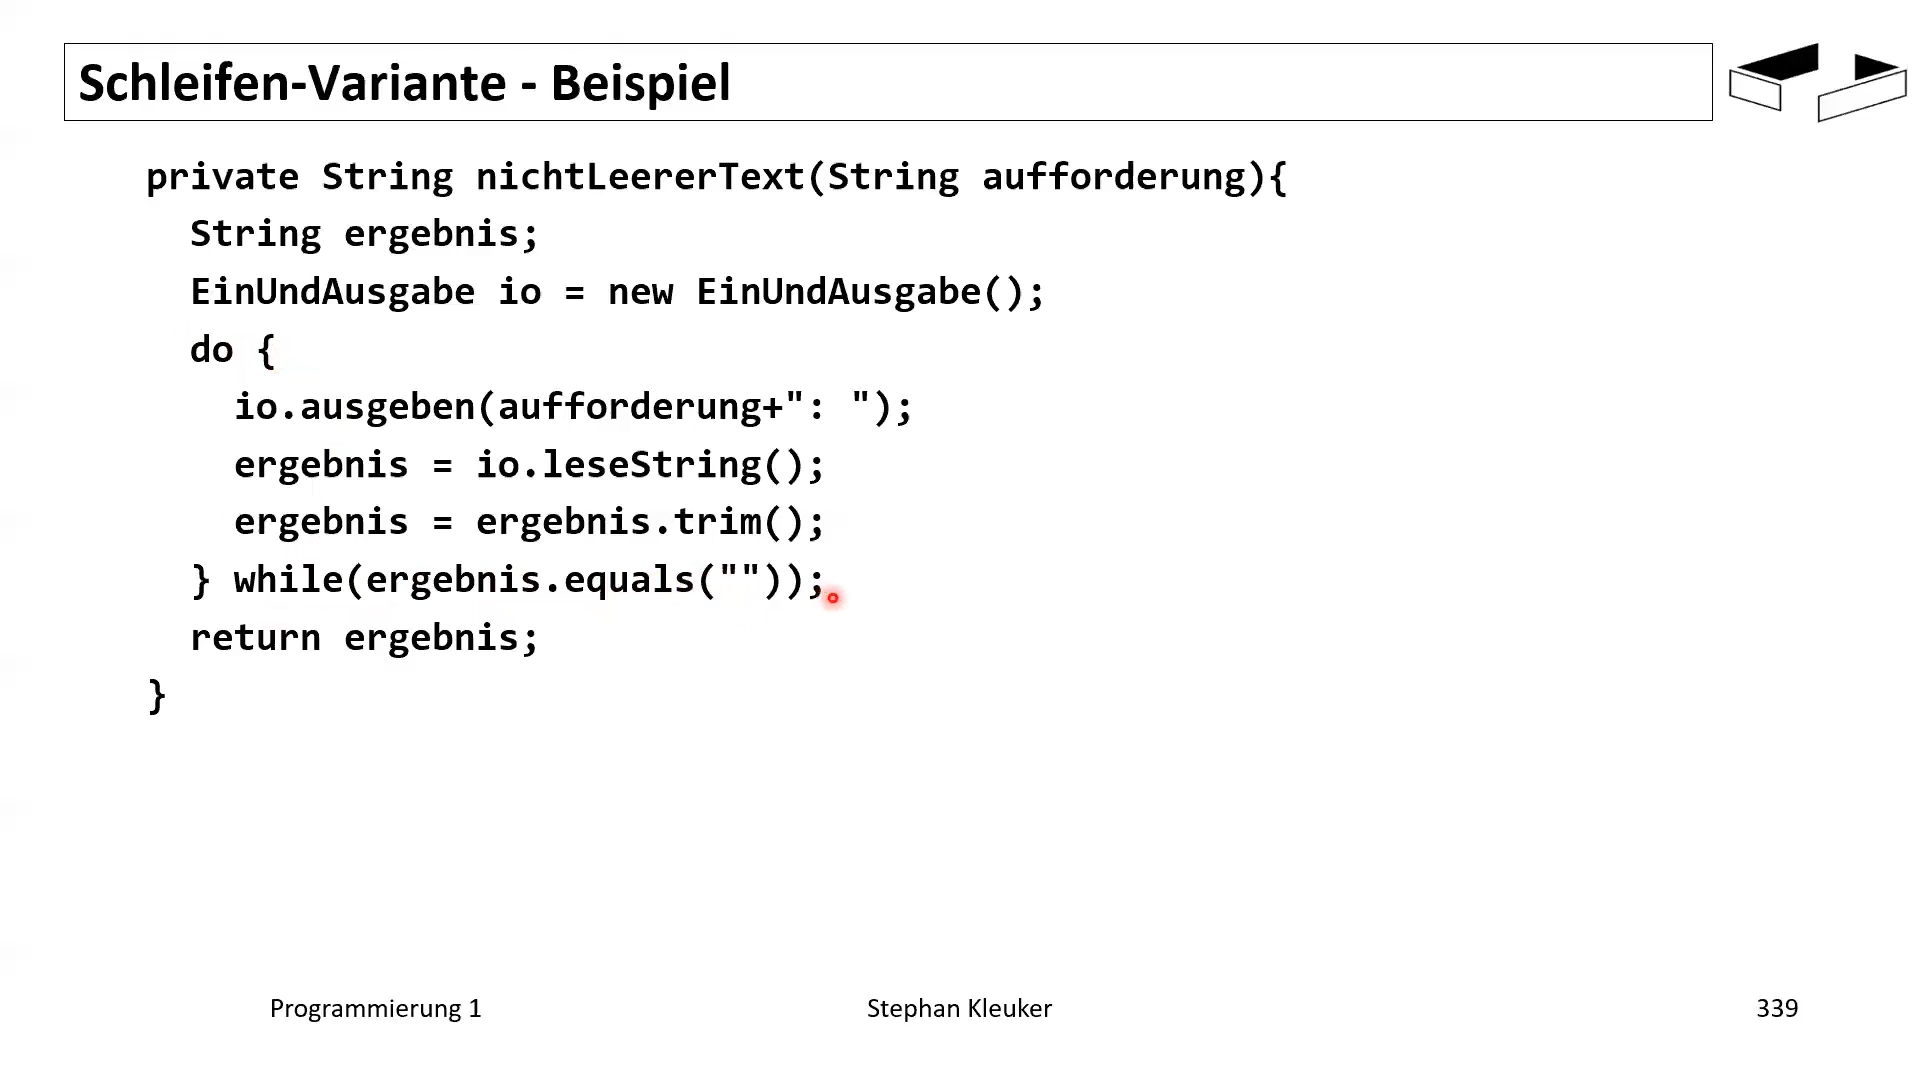 Schleifen-Variante - Beispiel
private String nichtLeererText(String aufforderung){
  String ergebnis;
  EinUndAusgabe io = new EinUndAusgabe();
  do {
    io.ausgeben(aufforderung+": ");
    ergebnis = io.leseString();
    ergebnis = ergebnis.trim();
  } while(ergebnis.equals(""));
  return ergebnis;
}
Programmierung 1
Stephan Kleuker
339